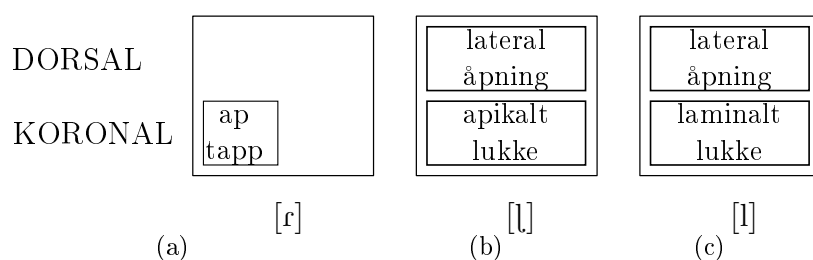 DORSAL
lateral
åpning
lateral
åpning
KORONAL
ap
tapp
apikalt
lukke
laminalt
lukke
[ɾ]
[ɭ]
[l]
(a)
(b)
(c)